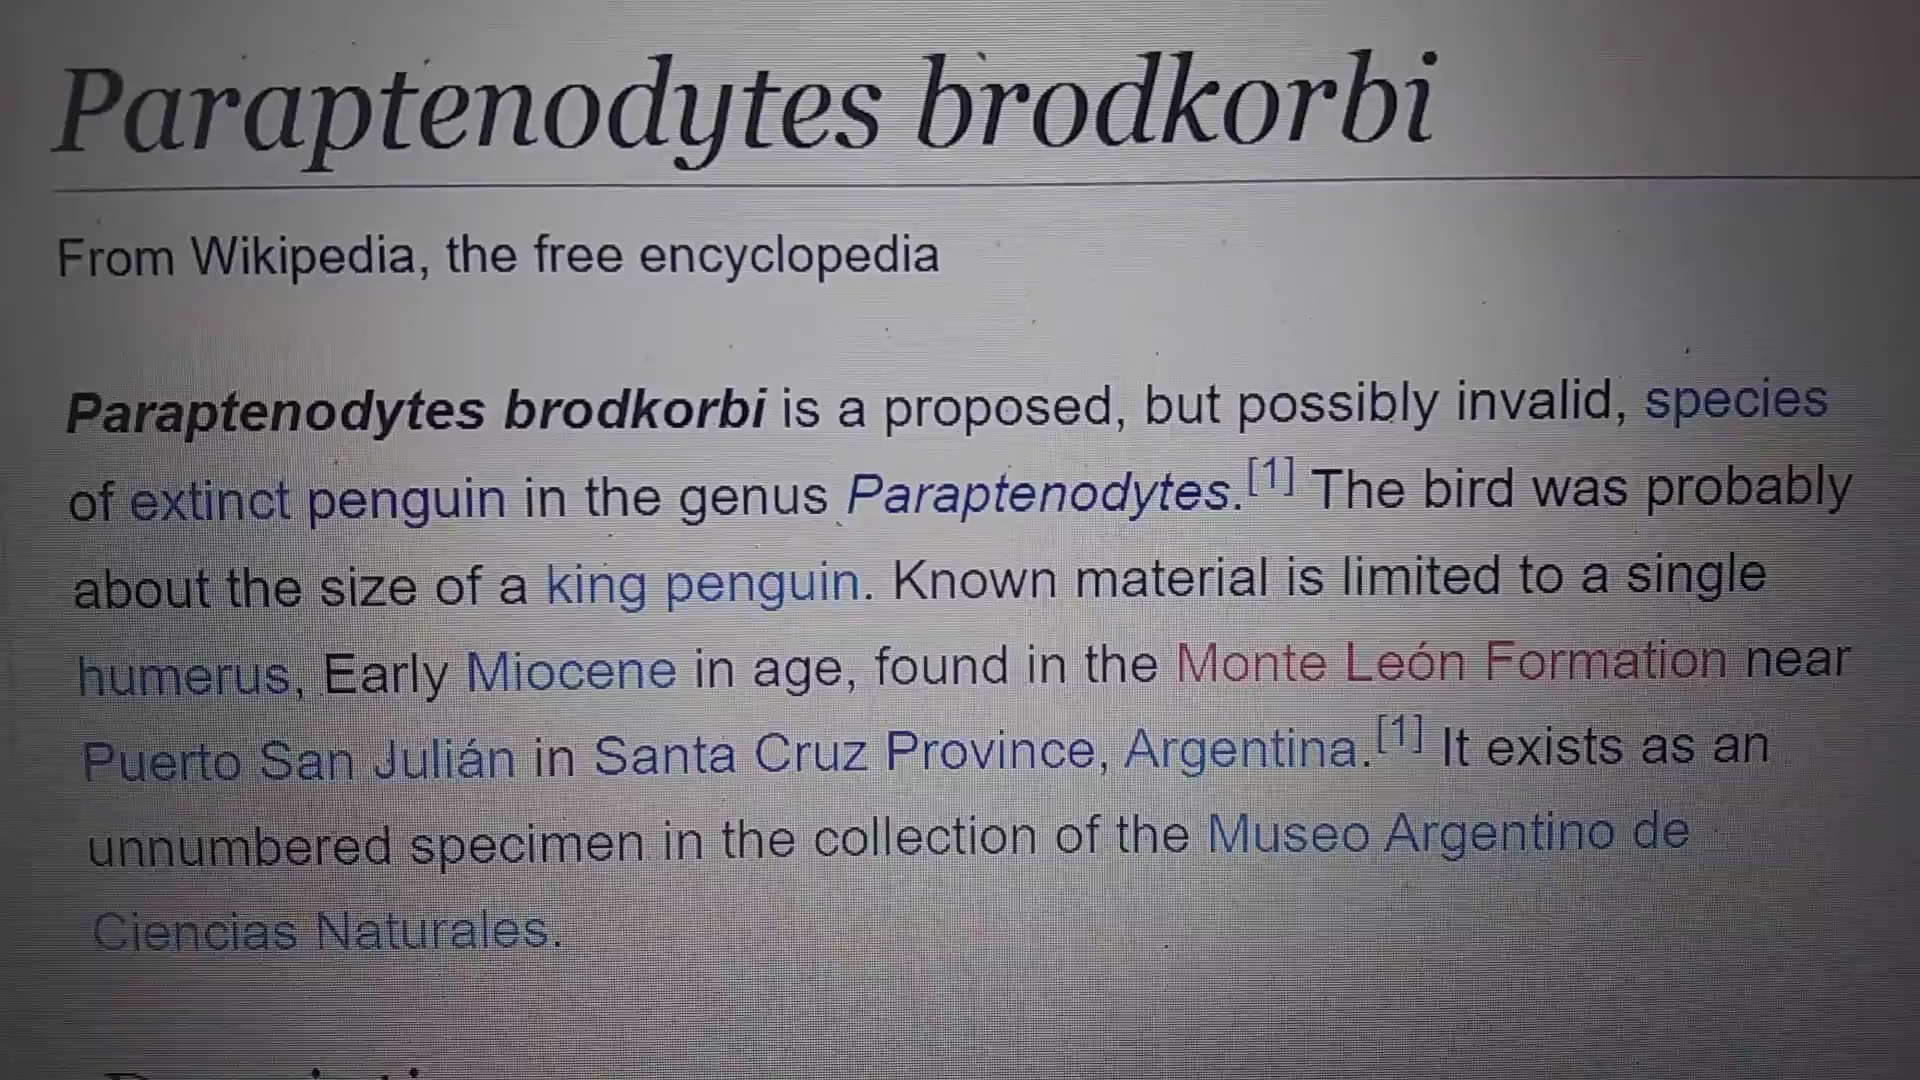 Paraptenodytes brodkorbi
From Wikipedia, the free encyclopedia
Paraptenodytes brodkorbi is a proposed, but possibly invalid, species
of extinct penguin in the genus Paraptenodytes.[1] The bird was probably
about the size of a king penguin. Known material is limited to a single
humerus, Early Miocene in age, found in the Monte León Formation near
Puerto San Julián in Santa Cruz Province, Argentina.[1] It exists as an
unnumbered specimen in the collection of the Museo Argentino de
Ciencias Naturales.